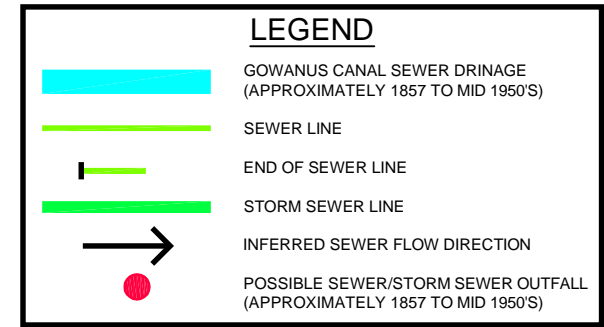 LEGEND
GOWANUS CANAL SEWER DRINAGE
(APPROXIMATELY 1857 TO MID 1950'S)
SEWER LINE
END OF SEWER LINE
STORM SEWER LINE
INFERRED SEWER FLOW DIRECTION
POSSIBLE SEWER/STORM SEWER OUTFALL
(APPROXIMATELY 1857 TO MID 1950'S)